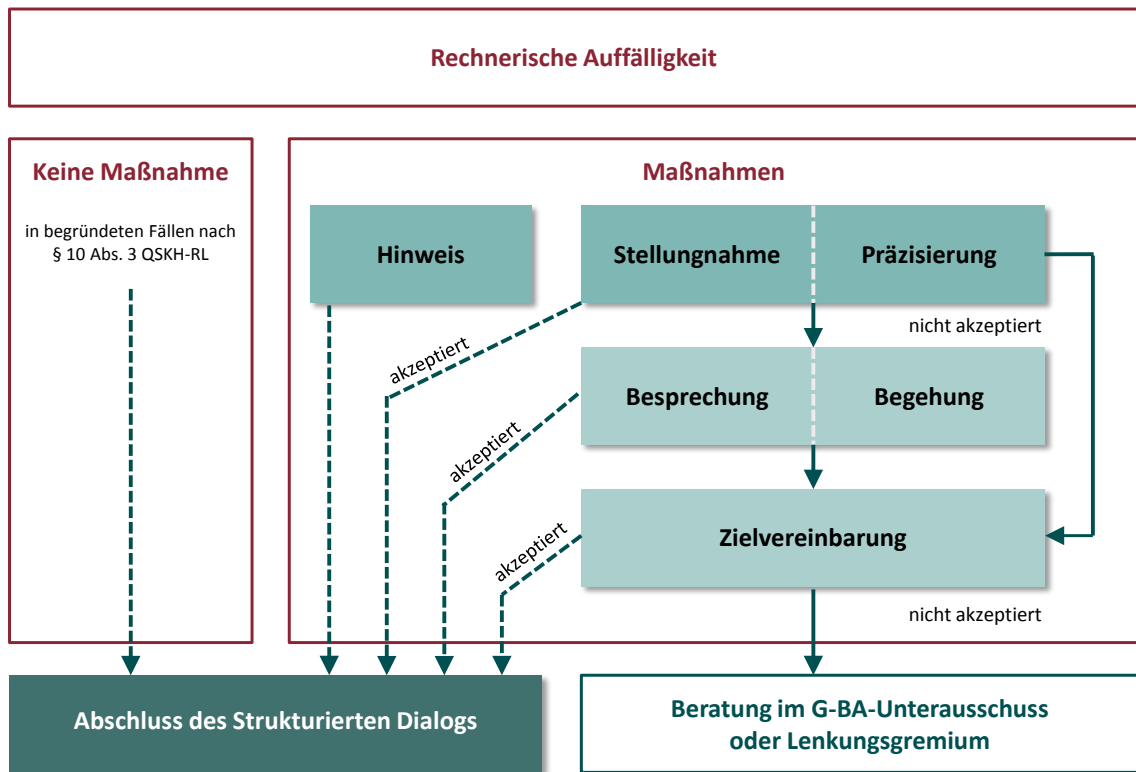 Rechnerische Auffälligkeit
Keine Maßnahme
in begründeten Fällen nach
§ 10 Abs. 3 QSKH-RL
Maßnahmen
Hinweis
Stellungnahme
Präzisierung
nicht akzeptiert
akzeptiert
Besprechung
Begehung
akzeptiert
Zielvereinbarung
akzeptiert
nicht akzeptiert
Abschluss des Strukturierten Dialogs
Beratung im G-BA-Unterausschuss
oder Lenkungsgremium